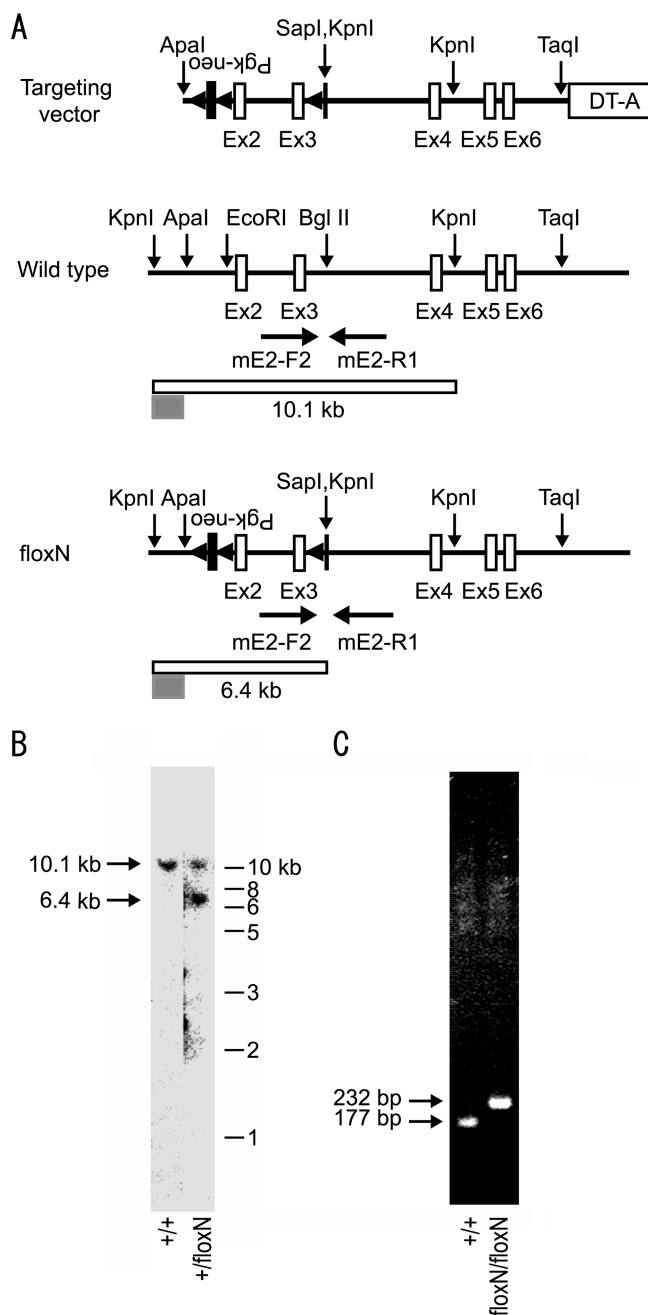 A
SapI,KpnI
ApaI
Pgk-neo
KpnI
TaqI
Targeting
vector
DT-A
Ex2
Ex3
Ex4
Ex5
Ex6
KpnI
ApaI
EcoRI
Bgl II
KpnI
TaqI
Wild type
Ex2
Ex3
Ex4
Ex5
Ex6
mE2-F2
mE2-R1
10.1 kb
SapI,KpnI
KpnI
ApaI
Pgk-neo
KpnI
TaqI
floxN
Ex2
Ex3
Ex4
Ex5
Ex6
mE2-F2
mE2-R1
6.4 kb
B
10.1 kb
6.4 kb
10 kb
8
6
5
3
2
1
+/+
+/floxN
C
232 bp
177 bp
+/+
floxN/floxN